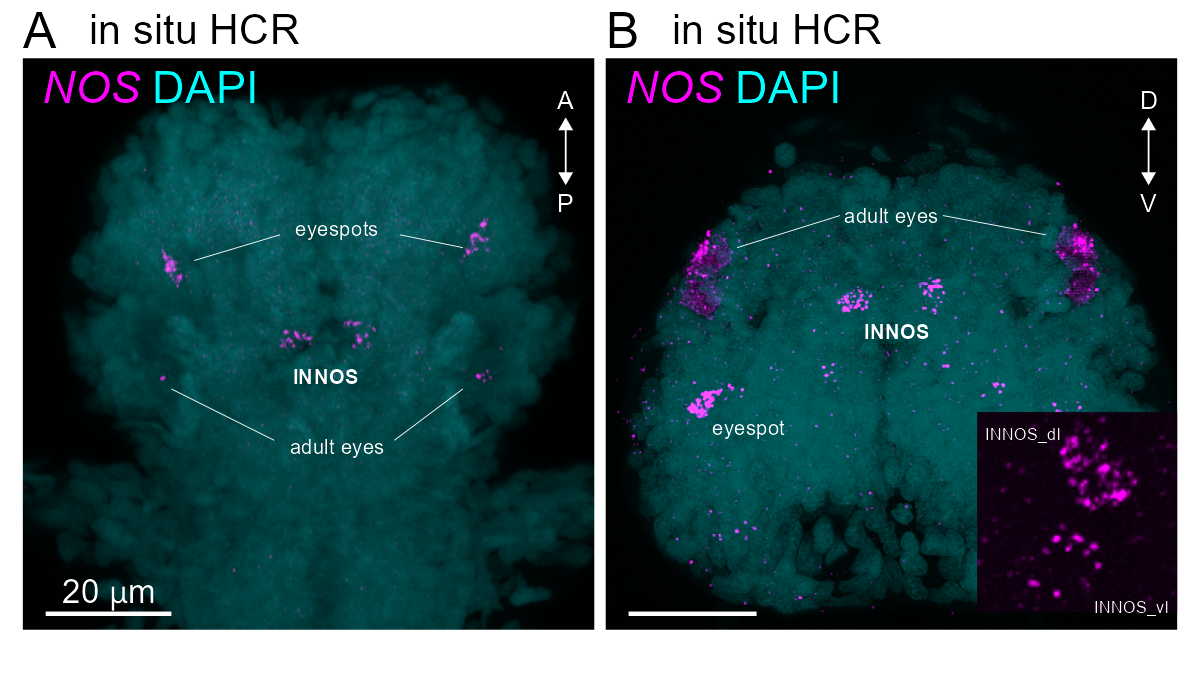 A in situ HCR
NOS DAPI
A
P
eyespots
INNOS
adult eyes
20 µm
B in situ HCR
NOS DAPI
D
V
adult eyes
INNOS
eyespot
INNOS_dl
INNOS_vl